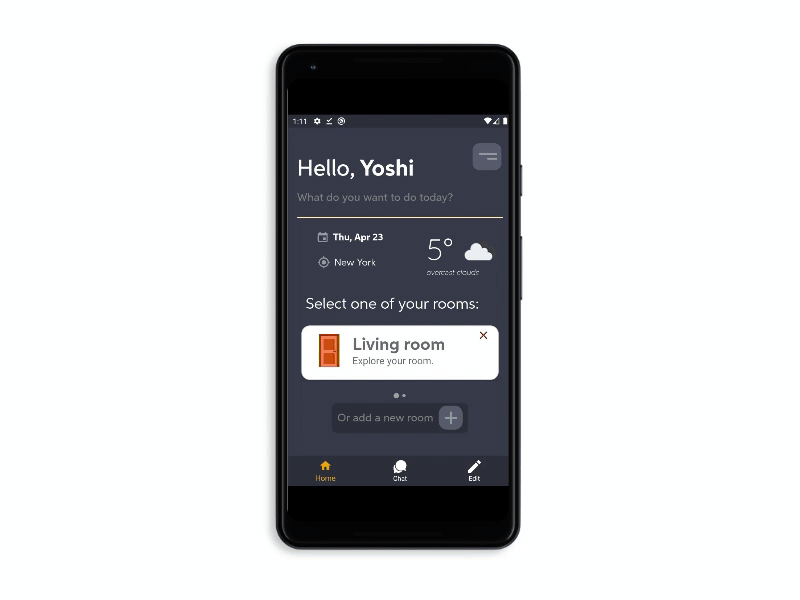 1:11
Hello, Yoshi
What do you want to do today?
Thu, Apr 23
New York
5°
overcast clouds
Select one of your rooms:
Living room
Explore your room.
Or add a new room
Home
Chat
Edit